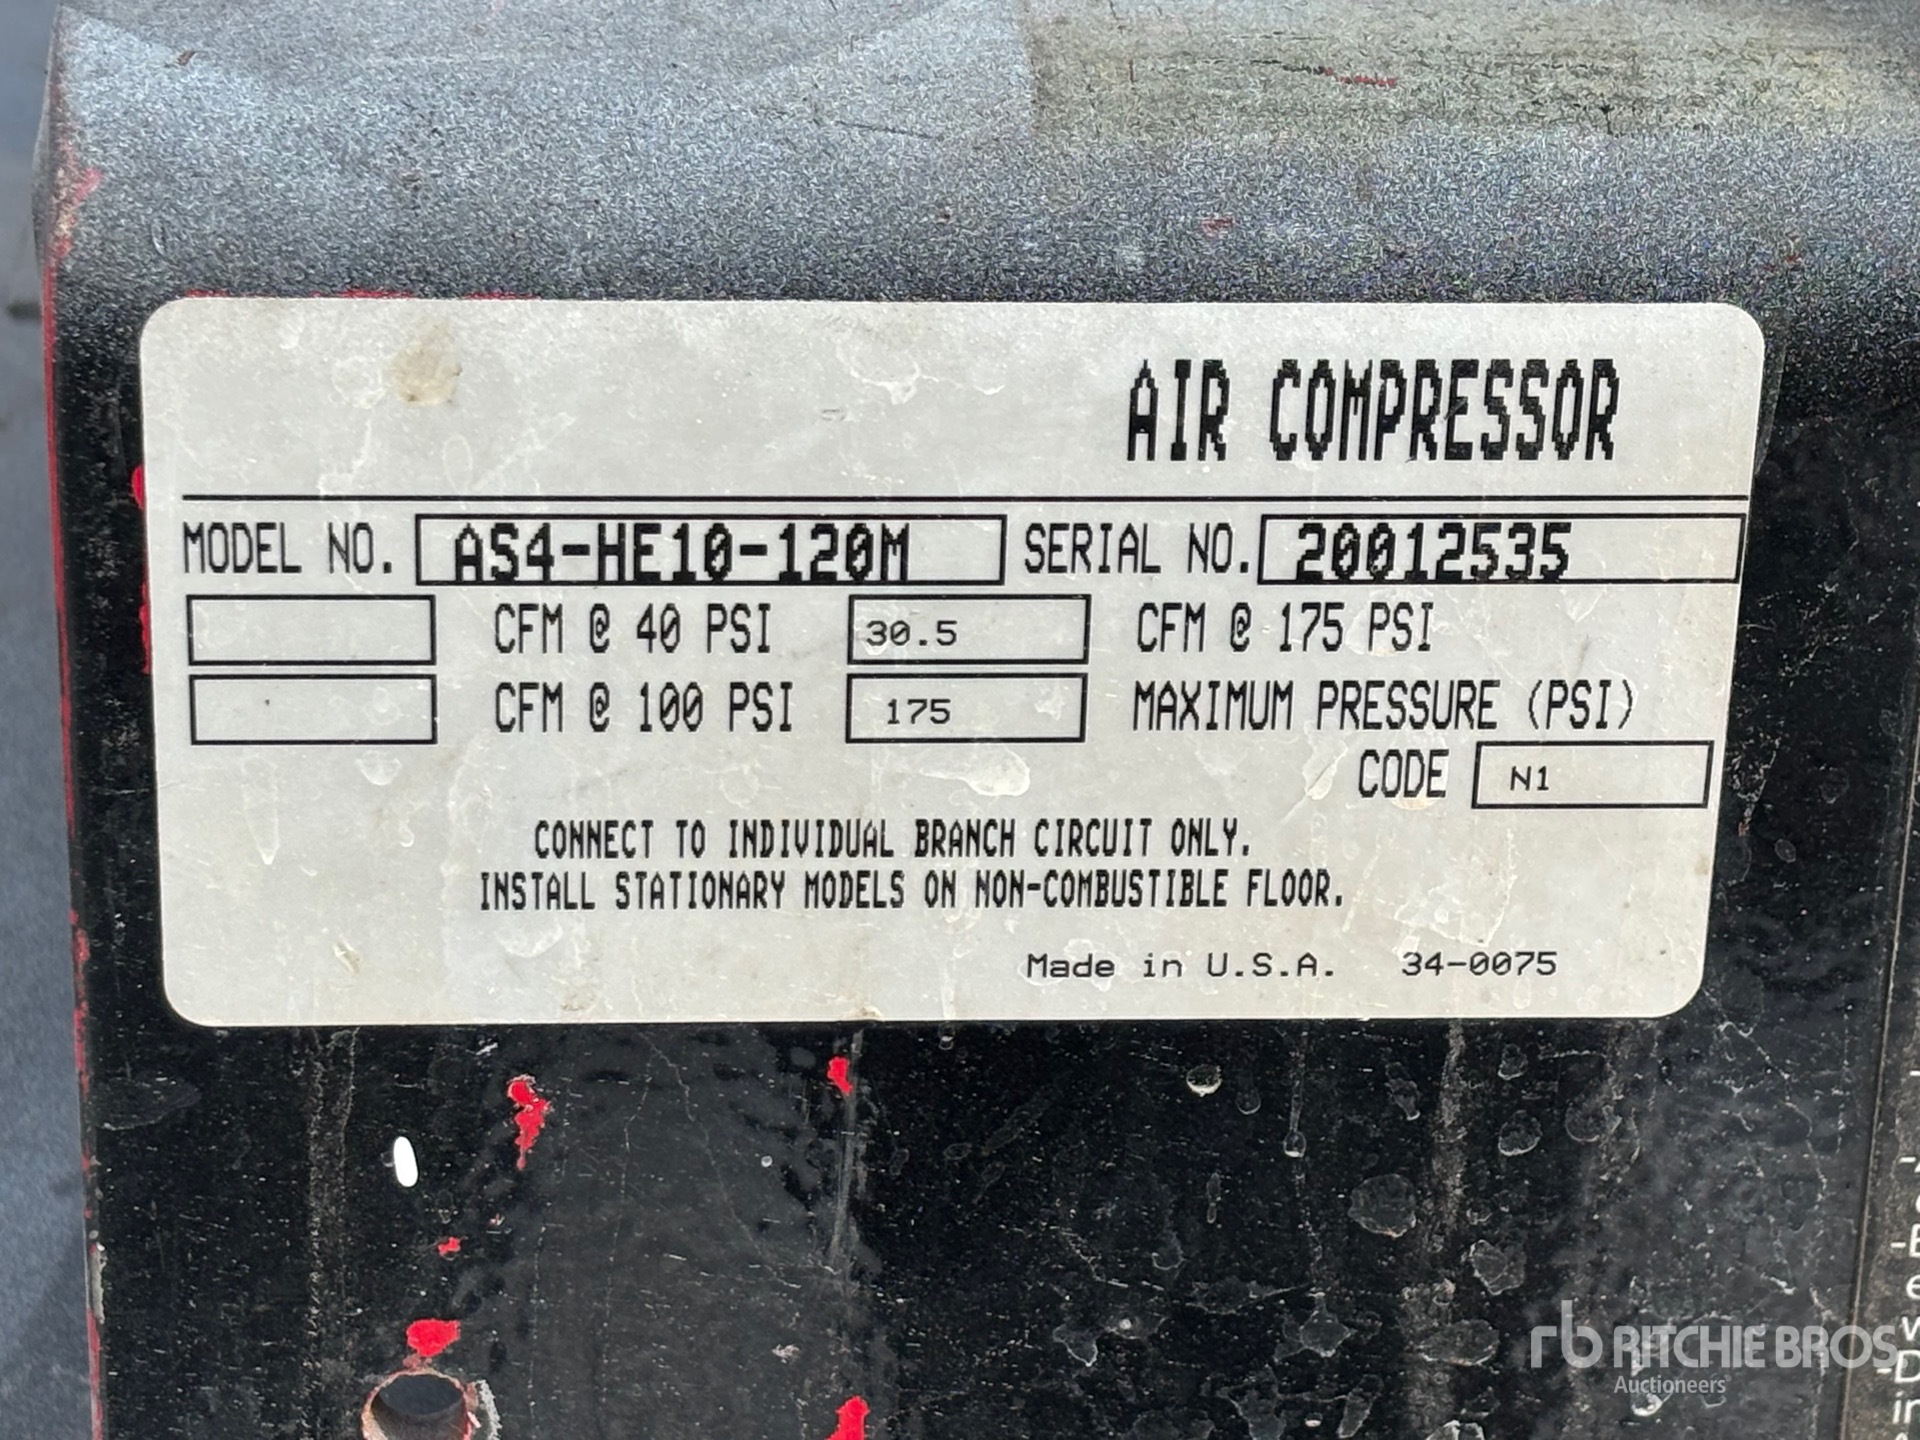 AIR COMPRESSOR
MODEL NO. AS4-HE10-120M SERIAL NO. 20012535
CFM @ 40 PSI 30.5 CFM @ 175 PSI
CFM @ 100 PSI 175 MAXIMUM PRESSURE (PSI)
CODE N1
CONNECT TO INDIVIDUAL BRANCH CIRCUIT ONLY.
INSTALL STATIONARY MODELS ON NON-COMBUSTIBLE FLOOR.
Made in U.S.A. 34-0075
rb RITCHIE BROS
Auctioneers